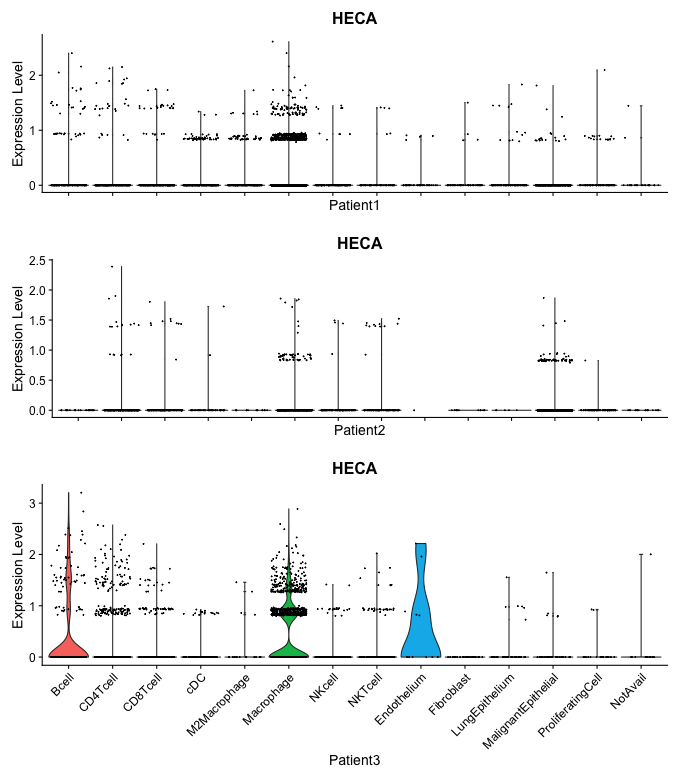 HECA
Expression Level
2
1
0
Patient1
HECA
Expression Level
2.5
2.0
1.5
1.0
0.5
0.0
Patient2
HECA
Expression Level
3
2
1
0
Bcell
CD4Tcell
CD8Tcell
cDC
M2Macrophage
Macrophage
NKcell
NKTcell
Endothelium
Fibroblast
LungEpithelium
MalignantEpithelial
ProliferatingCell
NotAvail
Patient3